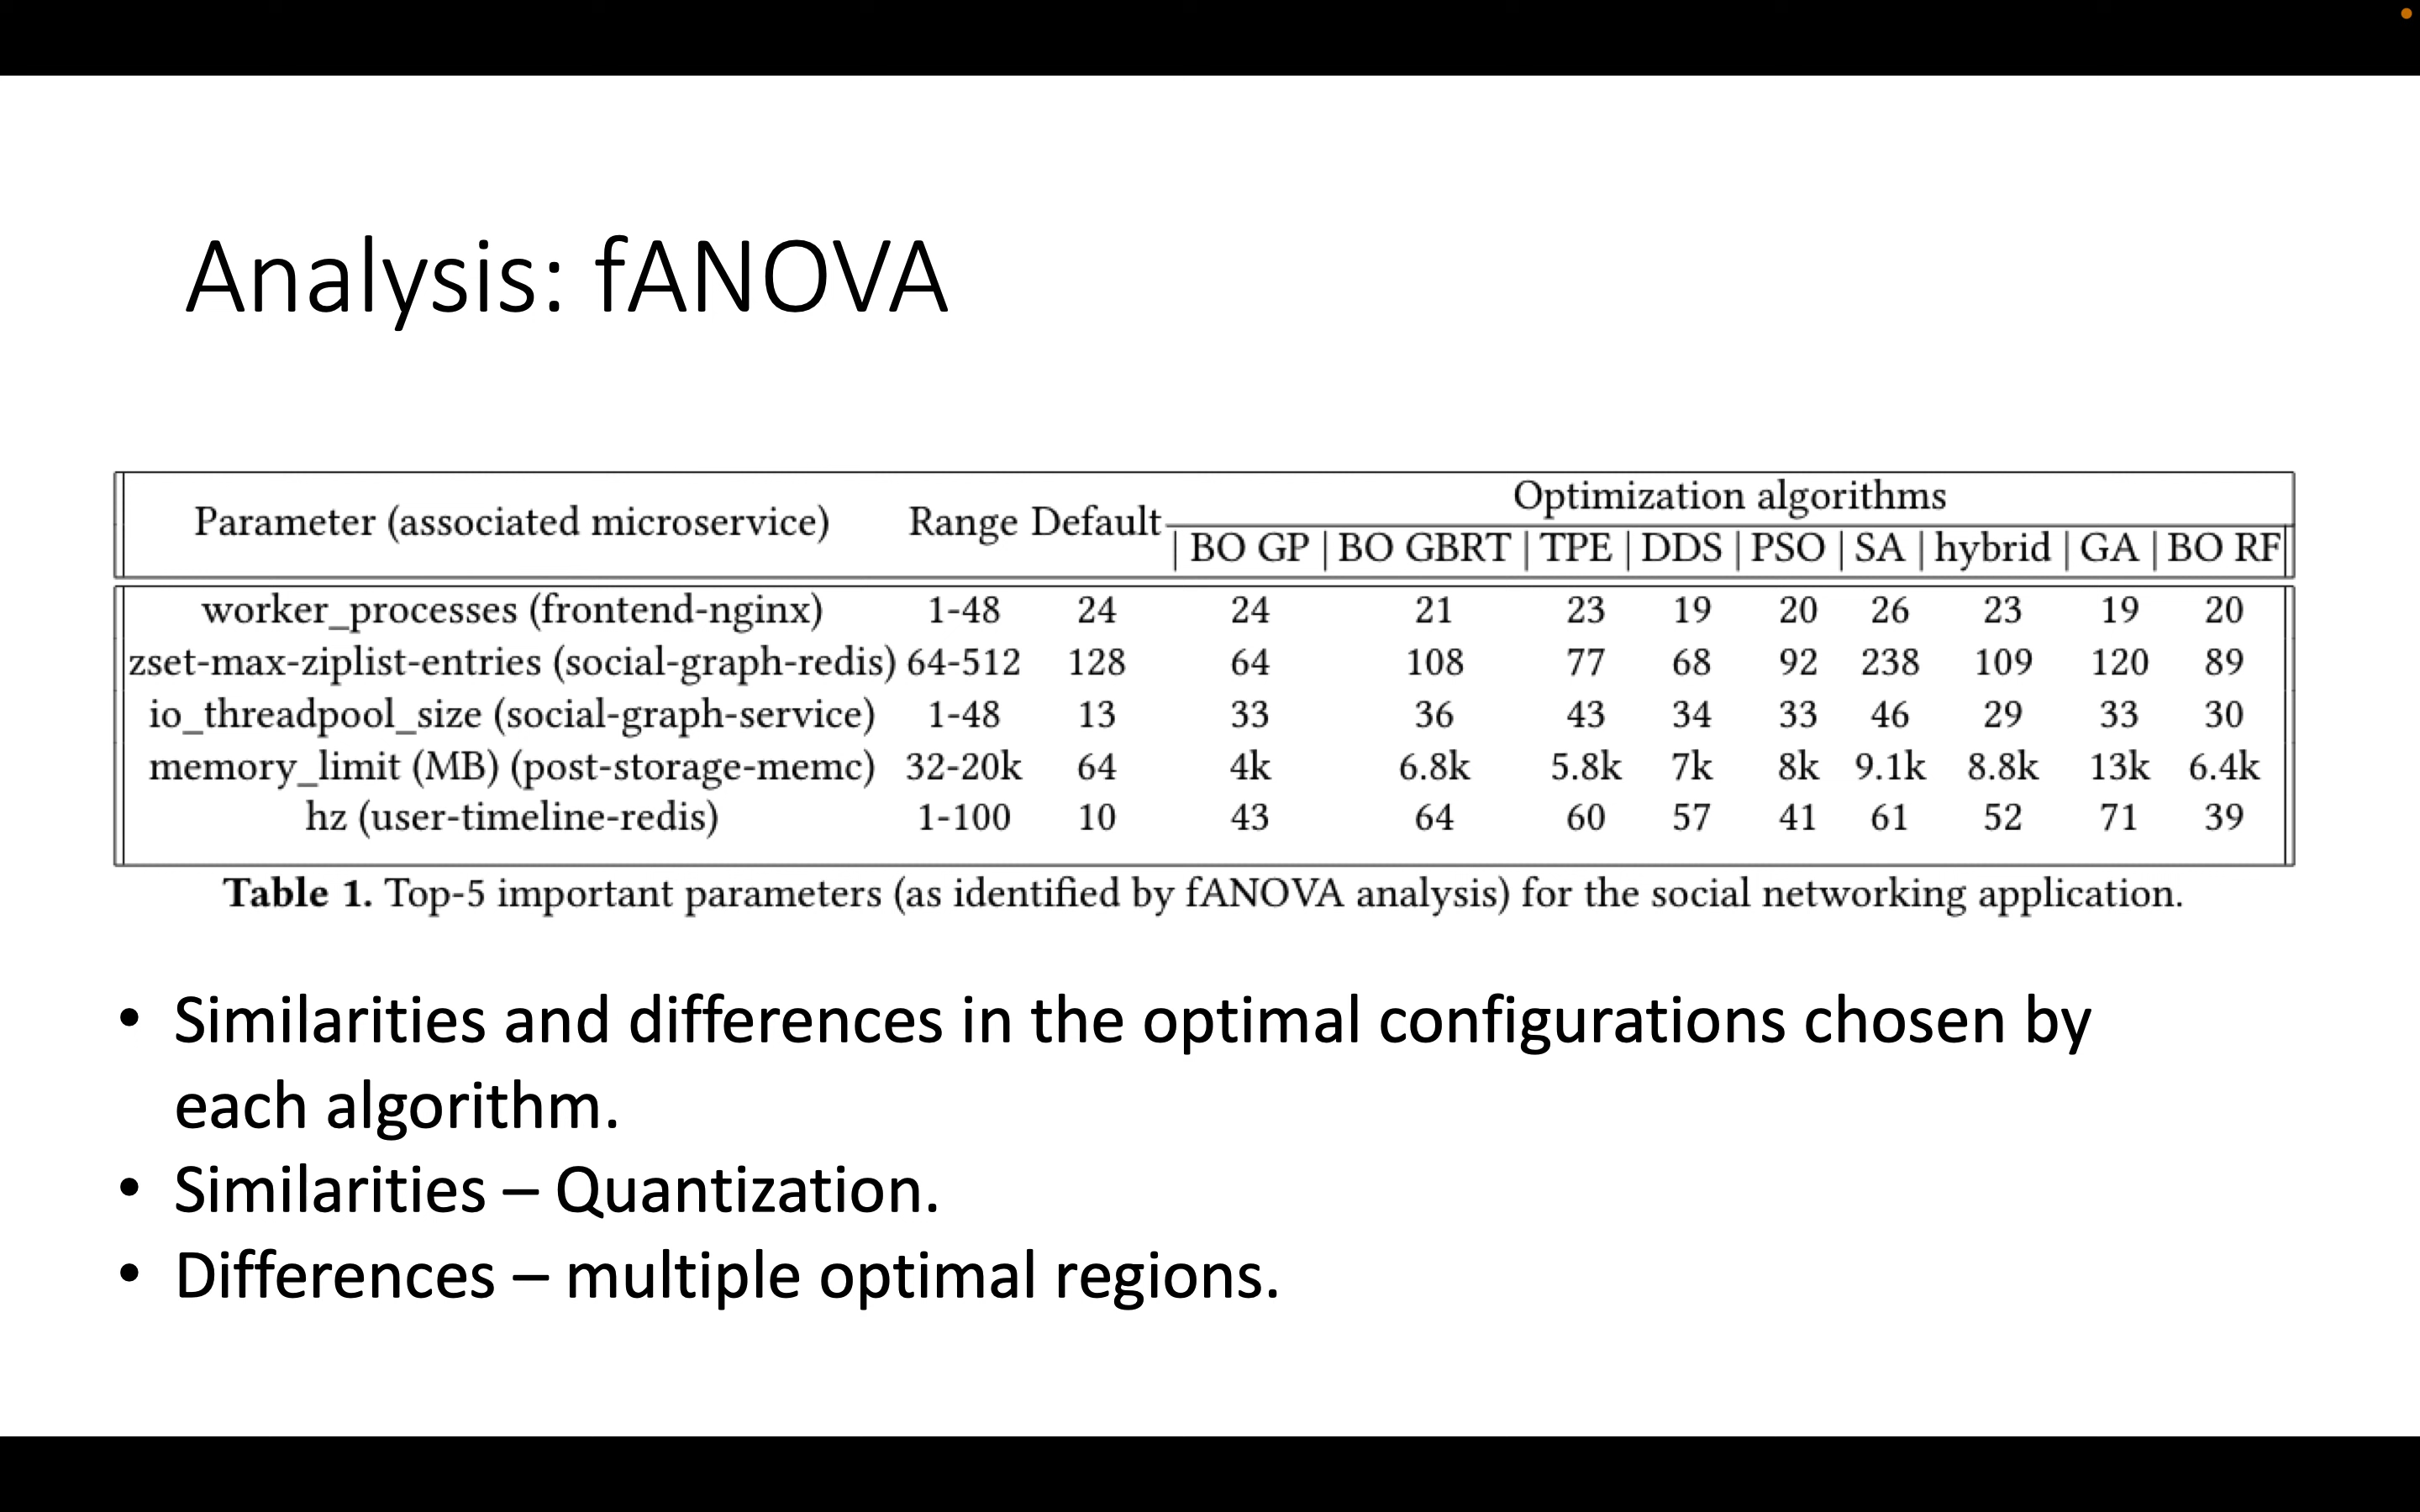 Analysis: fANOVA
Optimization algorithms
Parameter (associated microservice) Range Default
| BO GP | BO GBRT | TPE | DDS | PSO | SA | hybrid | GA | BO RF
worker_processes (frontend-nginx) 1-48 24 24 21 23 19 20 26 23 19 20
zset-max-ziplist-entries (social-graph-redis) 64-512 128 64 108 77 68 92 238 109 120 89
io_threadpool_size (social-graph-service) 1-48 13 33 36 43 34 33 46 29 33 30
memory_limit (MB) (post-storage-memc) 32-20k 64 4k 6.8k 5.8k 7k 8k 9.1k 8.8k 13k 6.4k
hz (user-timeline-redis) 1-100 10 43 64 60 57 41 61 52 71 39
Table 1. Top-5 important parameters (as identified by fANOVA analysis) for the social networking application.
• Similarities and differences in the optimal configurations chosen by
each algorithm.
• Similarities – Quantization.
• Differences – multiple optimal regions.